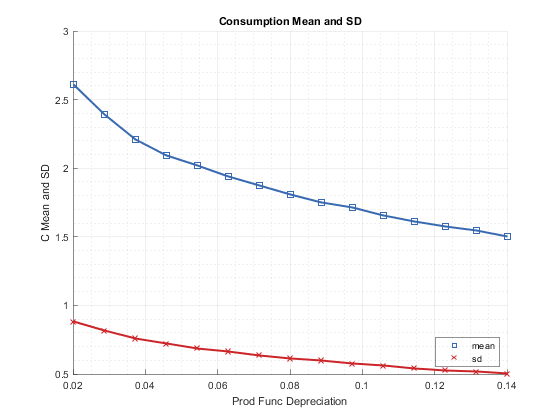 Consumption Mean and SD
3
2.5
2
1.5
1
0.5
C Mean and SD
0.02
0.04
0.06
0.08
0.1
0.12
0.14
Prod Func Depreciation
mean
sd